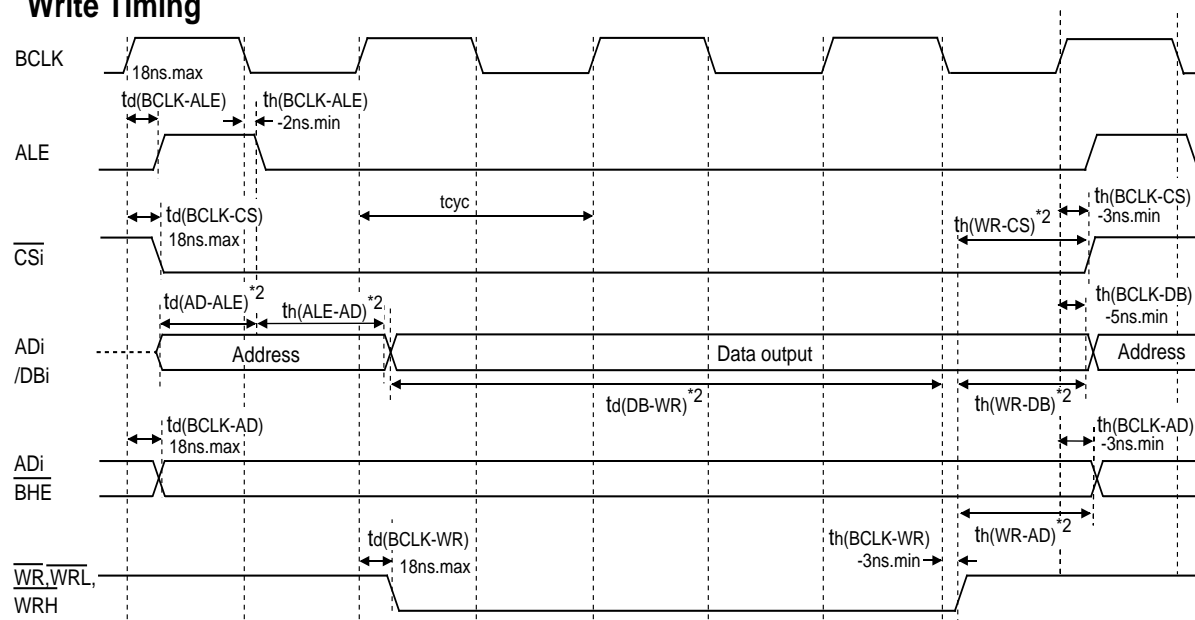 Write Timing
BCLK
18ns.max
td(BCLK-ALE)
th(BCLK-ALE)
-2ns.min
ALE
tcyc
td(BCLK-CS)
18ns.max
th(WR-CS)*2
th(BCLK-CS)
-3ns.min
CSi
td(AD-ALE)*2
th(ALE-AD)*2
th(BCLK-DB)
-5ns.min
ADi
/DBi
Address
Data output
Address
td(DB-WR)*2
th(WR-DB)*2
td(BCLK-AD)
18ns.max
th(BCLK-AD)
-3ns.min
ADi
BHE
th(WR-AD)*2
td(BCLK-WR)
18ns.max
th(BCLK-WR)
-3ns.min
WR,WRL,
WRH